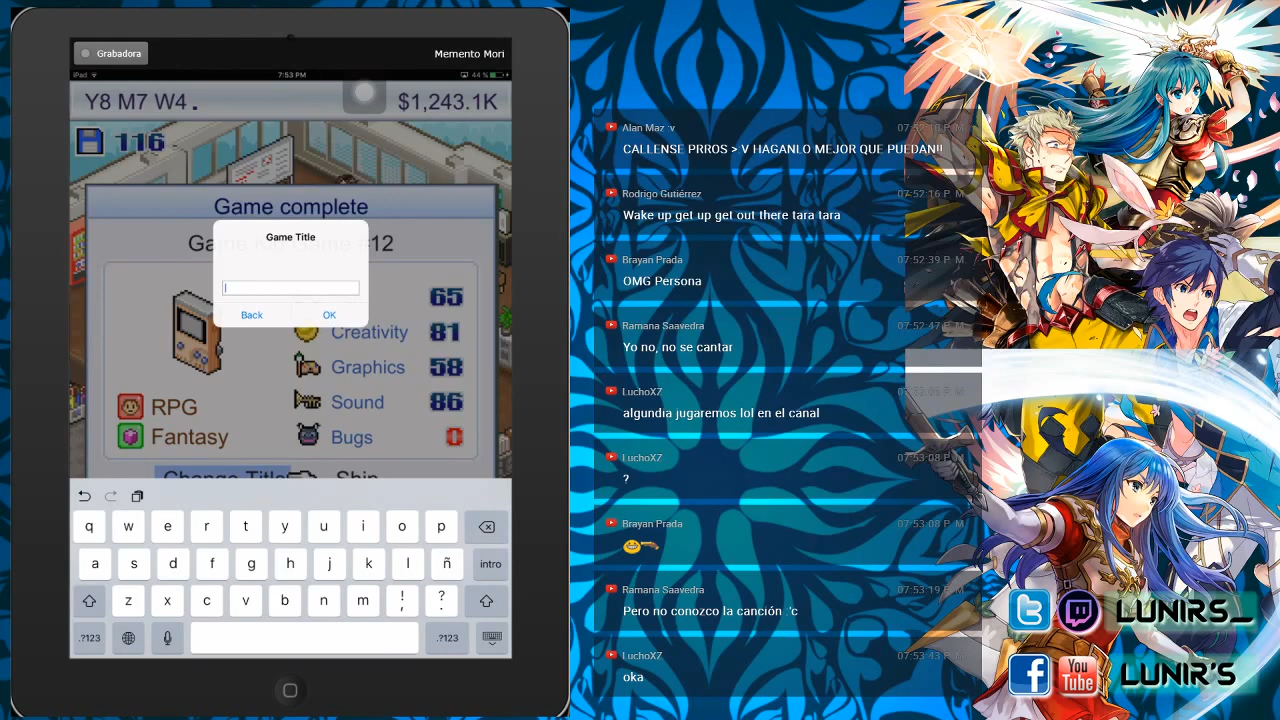 Grabadora
Memento Mori
iPad
7:53 PM
44 %
Y8 M7 W4 .
$1,243.1K
116
Game complete
#12
Game Title
65
Back
OK
Creativity
81
Graphics
58
RPG
Sound
86
Fantasy
Bugs
0
Change Title
Ship
q w e r t y u i o p
a s d f g h j k l ñ
intro
z x c v b n m ! , ? .
.?123
.?123
Alan Maz :v
CALLENSE PRROS > V HAGANLO MEJOR QUE PUEDAN!!
Rodrigo Gutiérrez
07:52:16 P. M.
Wake up get up get out there tara tara
Brayan Prada
07:52:39 P. M.
OMG Persona
Ramana Saavedra
07:52:47 P. M.
Yo no, no se cantar
LuchoX7
algundia jugaremos lol en el canal
LuchoX7
07:53:08 P. M
?
Brayan Prada
07:53:08 P. M
Ramana Saavedra
07:53:19 P. M
Pero no conozco la canción :'c
LuchoX7
07:53:43 P. M
oka
LUNIRS_
You
Tube
LUNIR'S